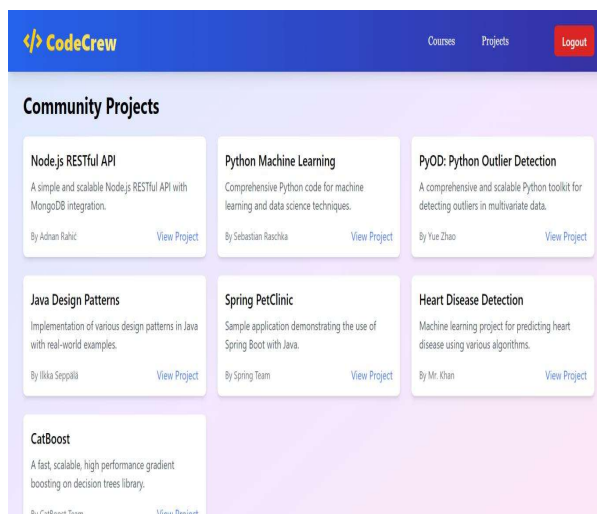 </> CodeCrew
Courses
Projects
Logout
Community Projects
Node.js RESTful API
A simple and scalable Node.js RESTful API with
MongoDB integration.
By Adnan Rahić
View Project
Python Machine Learning
Comprehensive Python code for machine
learning and data science techniques.
By Sebastian Raschka
View Project
PyOD: Python Outlier Detection
A comprehensive and scalable Python toolkit for
detecting outliers in multivariate data.
By Yue Zhao
View Project
Java Design Patterns
Implementation of various design patterns in Java
with real-world examples.
By Ilkka Seppälä
View Project
Spring PetClinic
Sample application demonstrating the use of
Spring Boot with Java.
By Spring Team
View Project
Heart Disease Detection
Machine learning project for predicting heart
disease using various algorithms.
By Mr. Khan
View Project
CatBoost
A fast, scalable, high performance gradient
boosting on decision trees library.
By CatBoost Team
View Project